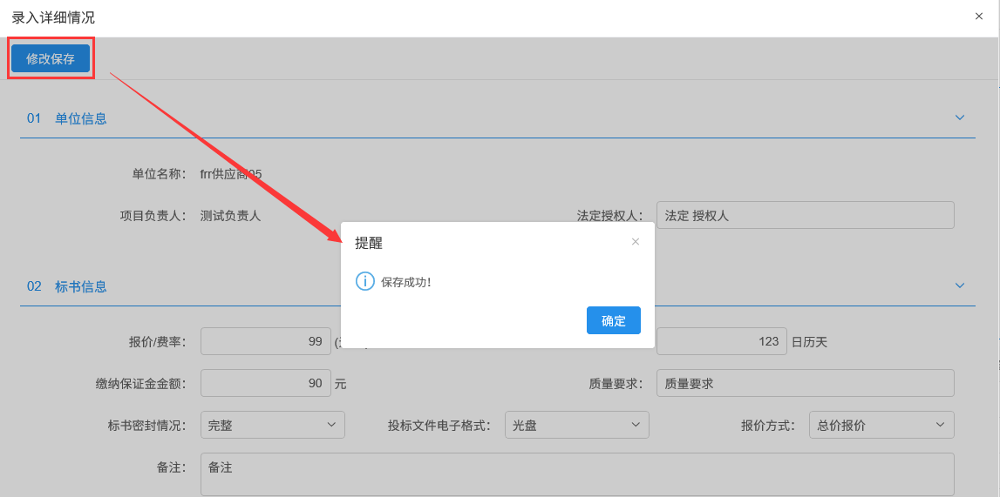 录入详细情况
修改保存
01 单位信息
单位名称： frr供应商05
项目负责人： 测试负责人
法定授权人： 法定 授权人
提醒
保存成功！
确定
02 标书信息
报价/费率： 99
123 日历天
缴纳保证金金额： 90 元
质量要求： 质量要求
标书密封情况： 完整
投标文件电子格式： 光盘
报价方式： 总价报价
备注： 备注